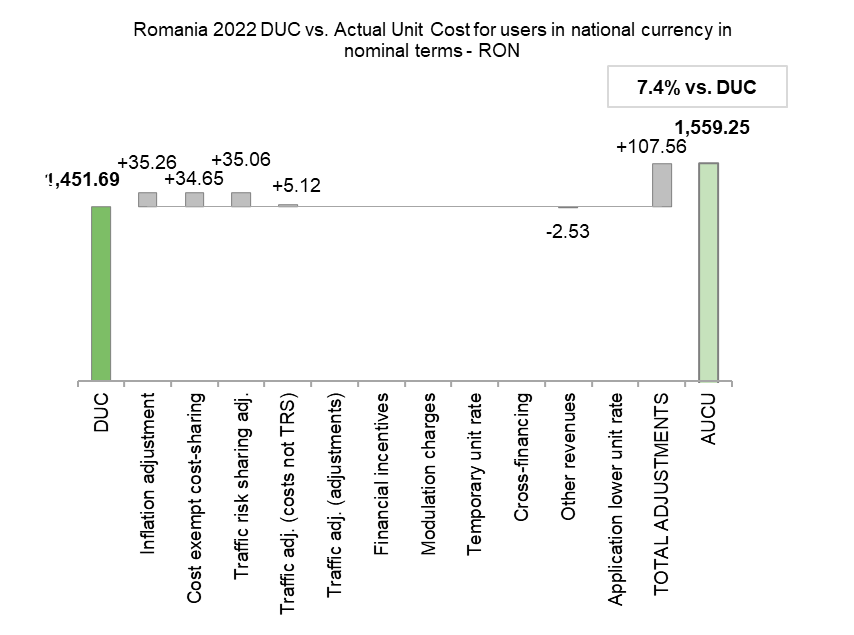 Romania 2022 DUC vs. Actual Unit Cost for users in national currency in
nominal terms - RON
7.4% vs. DUC
1,559.25
+107.56
+35.26
+35.06
1,451.69
+34.65
+5.12
-2.53
DUC
Inflation adjustment
Cost exempt cost-sharing
Traffic risk sharing adj.
Traffic adj. (costs not TRS)
Traffic adj. (adjustments)
Financial incentives
Modulation charges
Temporary unit rate
Cross-financing
Other revenues
Application lower unit rate
TOTAL ADJUSTMENTS
AUCU